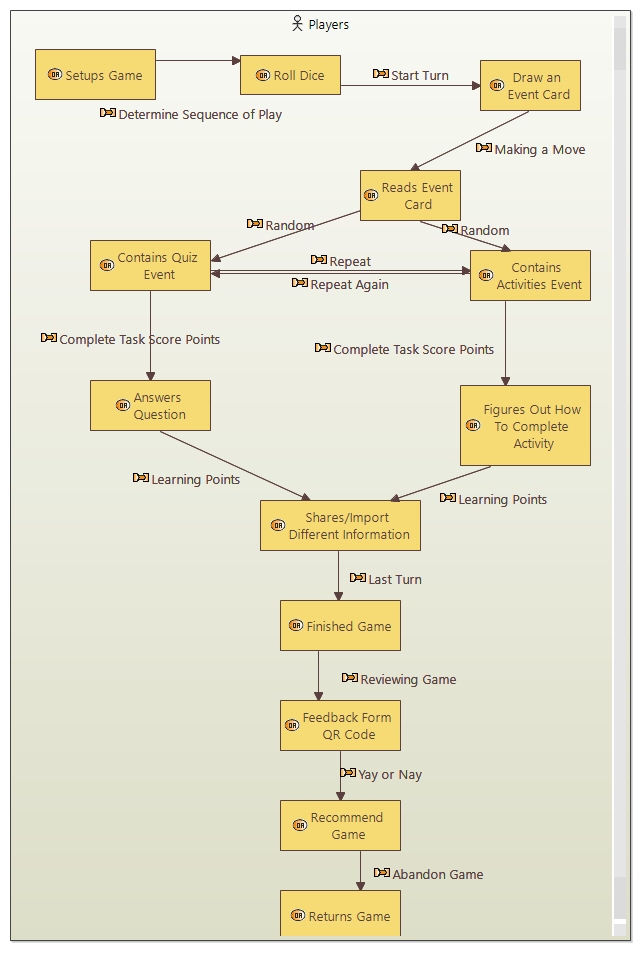 Players
Setups Game
Roll Dice
Start Turn
Draw an
Event Card
Determine Sequence of Play
Making a Move
Reads Event
Card
Random
Random
Contains Quiz
Event
Repeat
Repeat Again
Contains
Activities Event
Complete Task Score Points
Complete Task Score Points
Answers
Question
Figures Out How
To Complete
Activity
Learning Points
Learning Points
Shares/Import
Different Information
Last Turn
Finished Game
Reviewing Game
Feedback Form
QR Code
Yay or Nay
Recommend
Game
Abandon Game
Returns Game